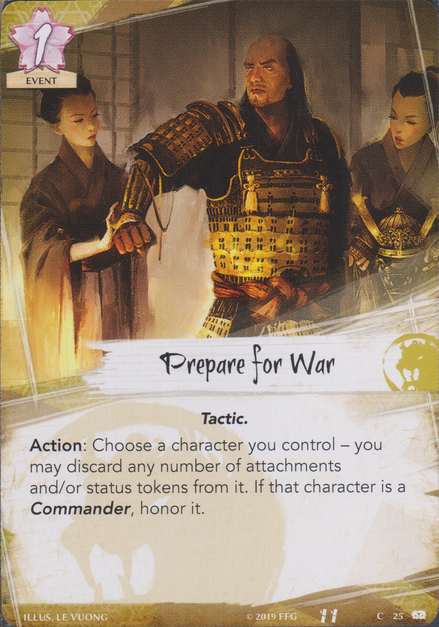 1
EVENT
Prepare for War
Tactic.
Action: Choose a character you control – you
may discard any number of attachments
and/or status tokens from it. If that character is a
Commander, honor it.
ILLUS. LE VUONG © 2019 FFG C 25